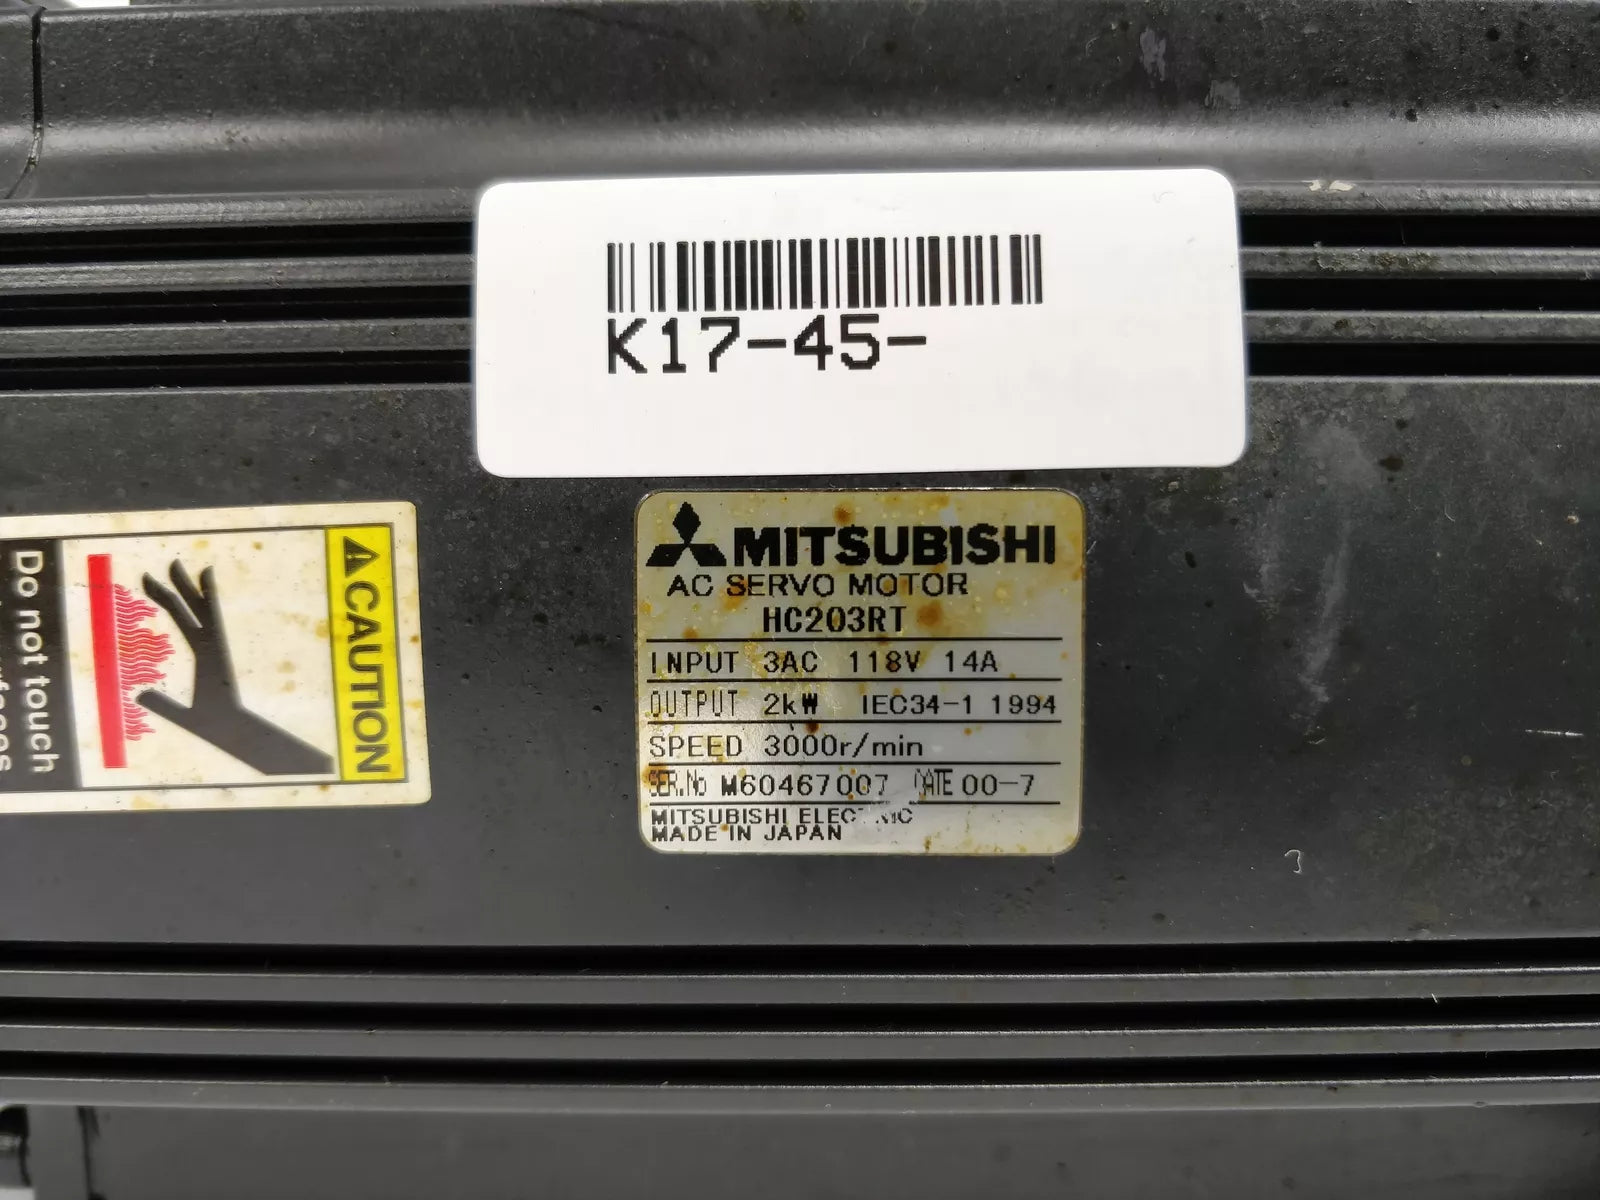 K17-45-
MITSUBISHI
AC SERVO MOTOR
HC203RT
INPUT 3AC 118V 14A
OUTPUT 2kW IEC34-1 1994
SPEED 3000r/min
SER.No M60467007 DATE 00-7
MITSUBISHI ELECTRIC
MADE IN JAPAN
CAUTION
Do not touch